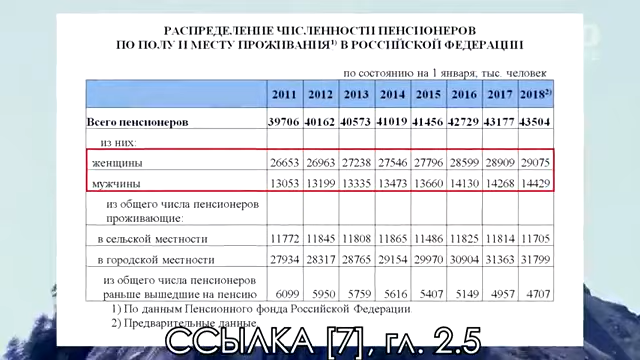 РАСПРЕДЕЛЕНИЕ ЧИСЛЕННОСТИ ПЕНСИОНЕРОВ
ПО ПОЛУ И МЕСТУ ПРОЖИВАНИЯ¹⁾ В РОССИЙСКОЙ ФЕДЕРАЦИИ
по состоянию на 1 января, тыс. человек
2011 2012 2013 2014 2015 2016 2017 2018²⁾
Всего пенсионеров 39706 40162 40573 41019 41456 42729 43177 43504
из них:
женщины 26653 26963 27238 27546 27796 28599 28909 29075
мужчины 13053 13199 13335 13473 13660 14130 14268 14429
из общего числа пенсионеров
проживающие:
в сельской местности 11772 11845 11808 11865 11486 11825 11814 11705
в городской местности 27934 28317 28765 29154 29970 30904 31363 31799
из общего числа пенсионеров
раньше вышедшие на пенсию 6099 5950 5759 5616 5407 5149 4957 4707
1) По данным Пенсионного фонда Российской Федерации
2) Предварительные данные
ССЫЛКА [7], гл. 2.5